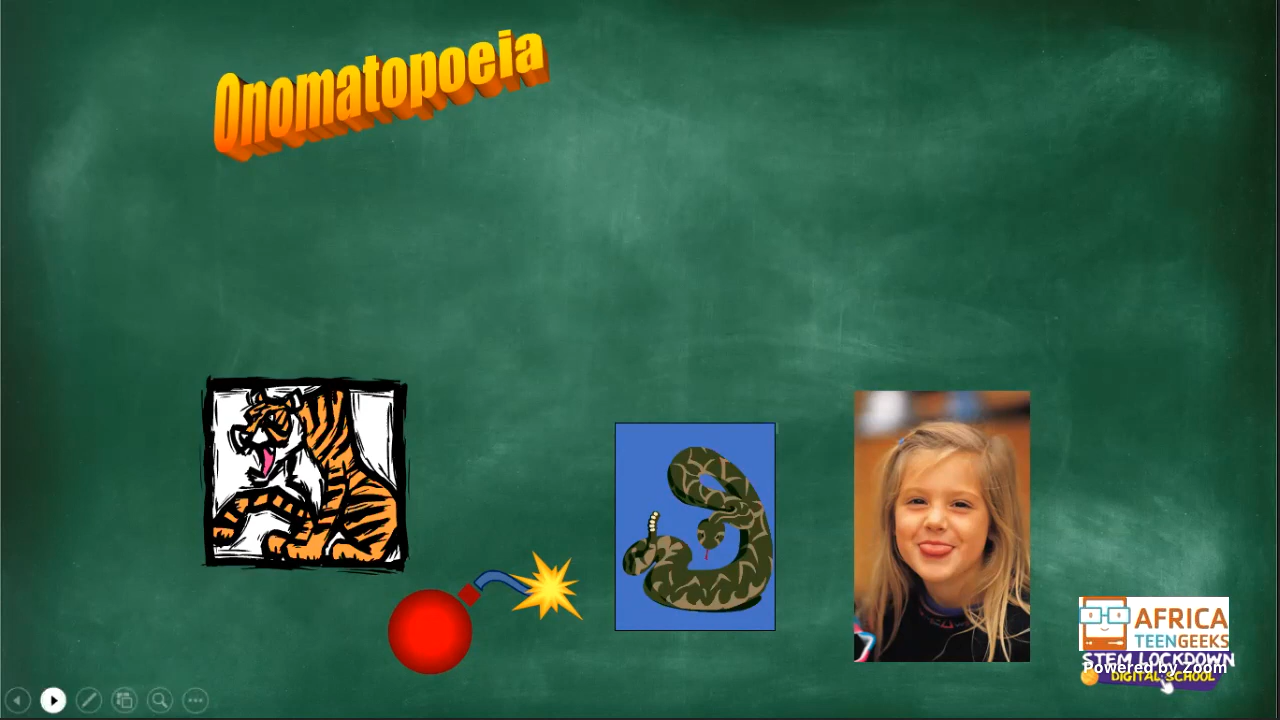 Onomatopoeia
AFRICA
TEENGEEKS
STEM LOCKDOWN
Powered by Zoom
DIGITAL SCHOOL